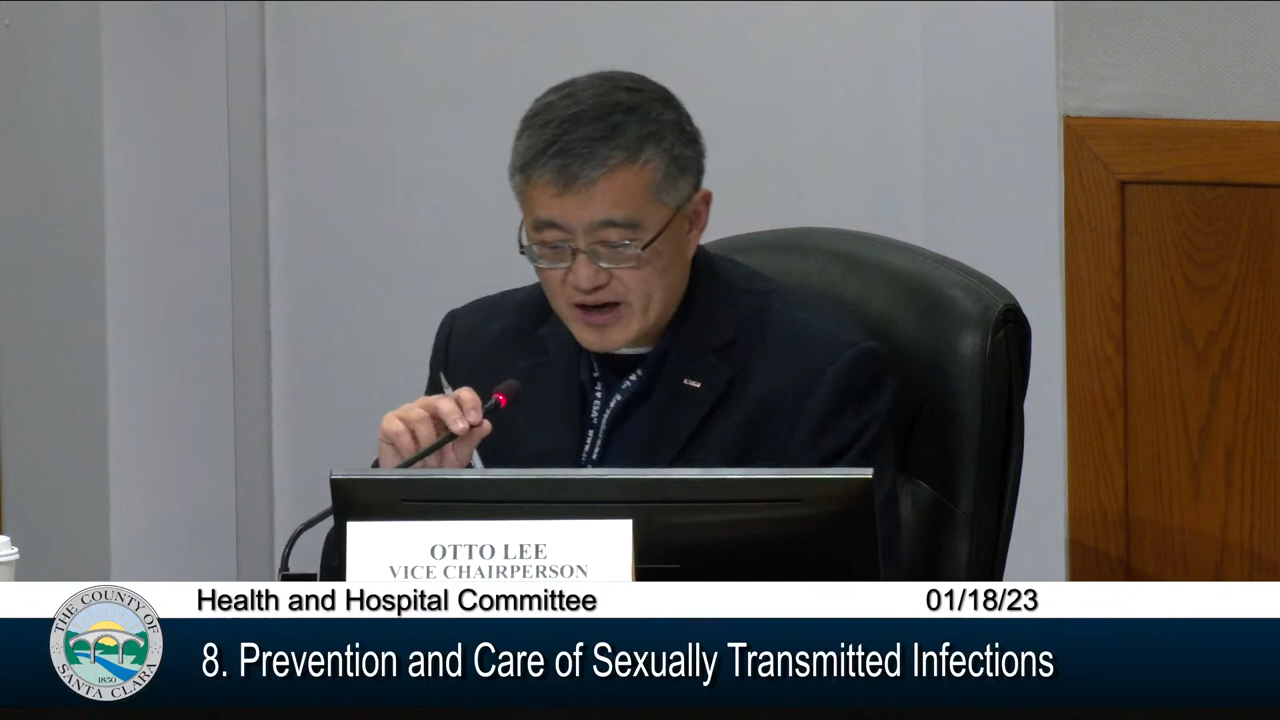 OTTO LEE
VICE CHAIRPERSON
Health and Hospital Committee
01/18/23
THE COUNTY OF
SANTA CLARA
1850
8. Prevention and Care of Sexually Transmitted Infections